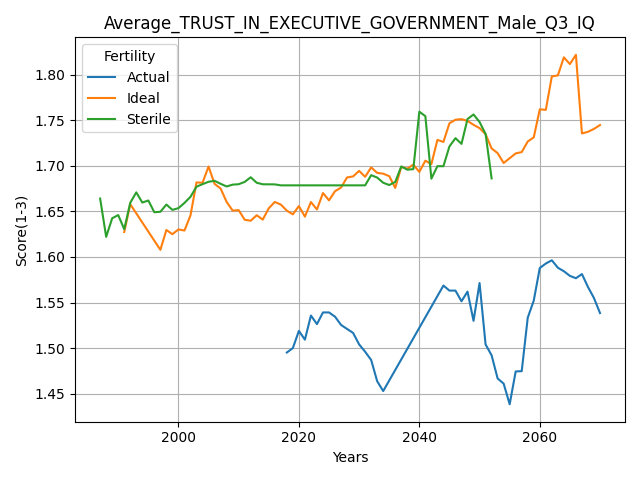 Average_TRUST_IN_EXECUTIVE_GOVERNMENT_Male_Q3_IQ
Fertility
Actual
Ideal
Sterile
Score(1-3)
1.80
1.75
1.70
1.65
1.60
1.55
1.50
1.45
2000
2020
2040
2060
Years